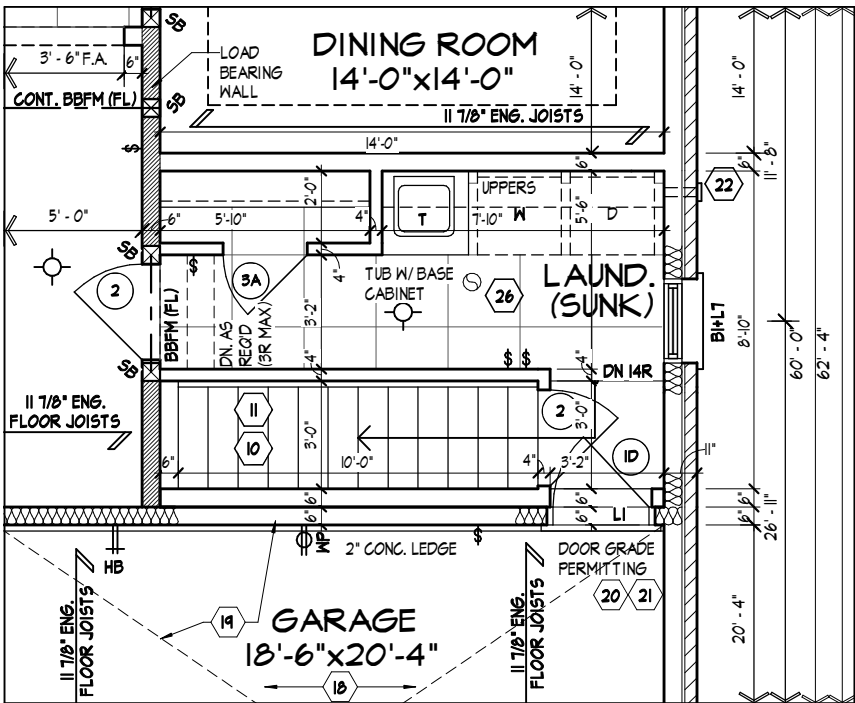 SB
3'-6" F.A.
6"
LOAD
BEARING
WALL
DINING ROOM
14'-0"x14'-0"
14'-0"
14'-0"
CONT. BBFM (FL)
SB
11 7/8" ENG. JOISTS
$
14'-0"
6"
6"
11'-8"
22
2'-0"
UPPERS
5'-0"
6"
5'-10"
4"
T
7'-10"
W
5'-6"
D
SB
$
3A
4"
TUB W/ BASE
CABINET
LAUND.
(SUNK)
2
26
BBFM (FL)
DN. AS
REQ'D
(3R MAX)
3'-2"
B1+L7
8'-10"
60'-0"
62'-4"
SB
4"
$ $
4"
DN 14R
11 7/8" ENG.
FLOOR JOISTS
11
10
3'-0"
2
3'-0"
1D
6"
10'-0"
4"
3'-2"
11"
6"
6"
6"
6"
L1
6"
6"
26'-11"
HB
WP
2" CONC. LEDGE
$
DOOR GRADE
PERMITTING
20
21
11 7/8" ENG.
FLOOR JOISTS
19
GARAGE
18'-6"x20'-4"
11 7/8" ENG.
FLOOR JOISTS
20'-4"
18